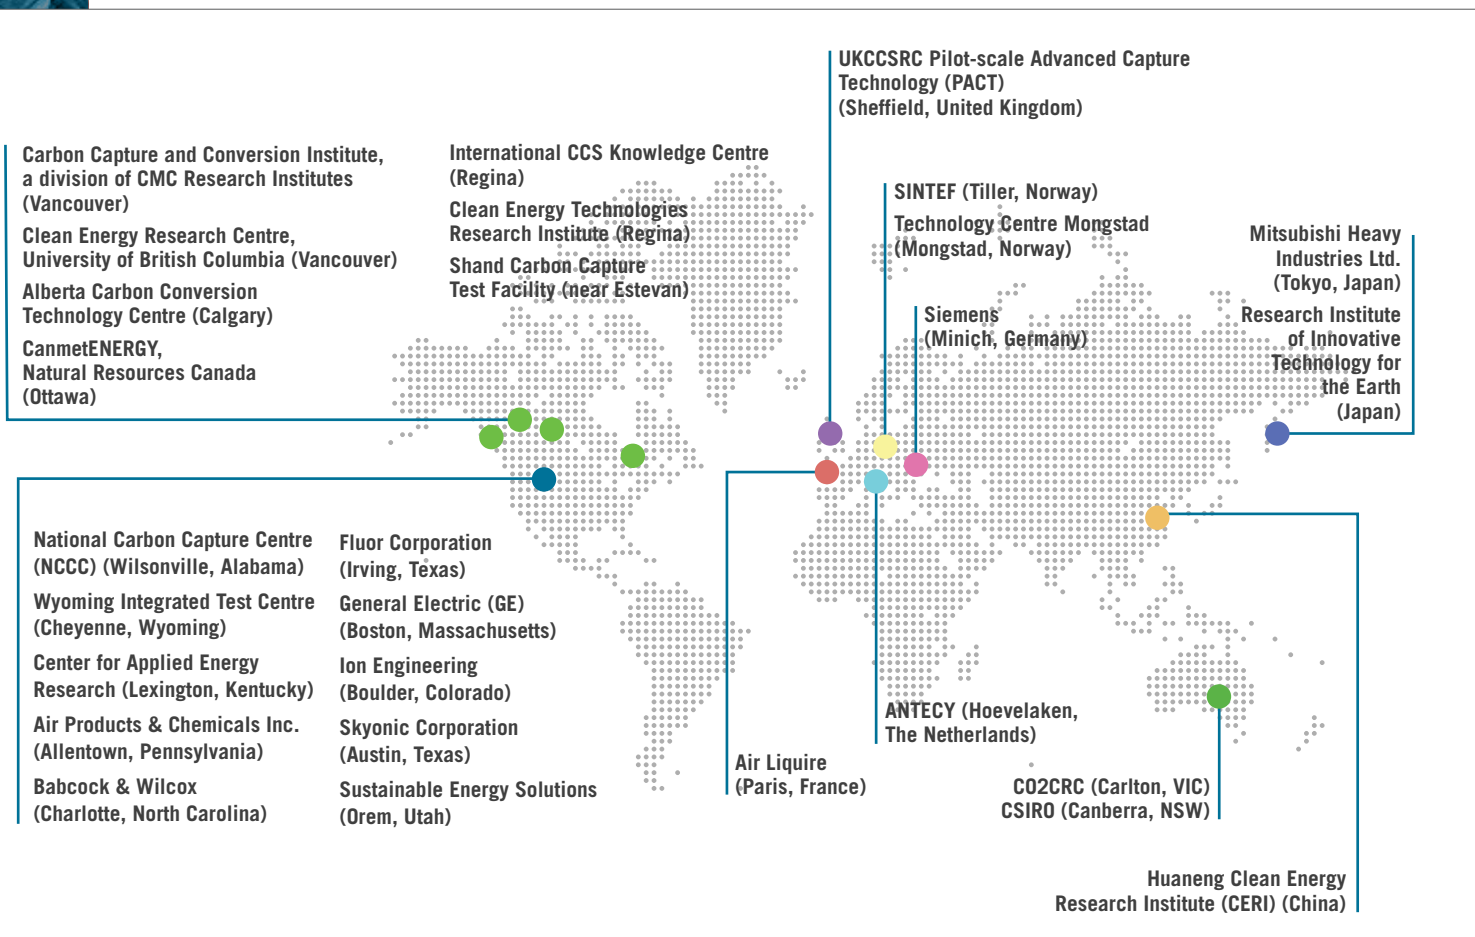 UKCCSRC Pilot-scale Advanced Capture
Technology (PACT)
(Sheffield, United Kingdom)
Carbon Capture and Conversion Institute,
a division of CMC Research Institutes
(Vancouver)
Clean Energy Research Centre,
University of British Columbia (Vancouver)
Alberta Carbon Conversion
Technology Centre (Calgary)
CanmetENERGY,
Natural Resources Canada
(Ottawa)
International CCS Knowledge Centre
(Regina)
Clean Energy Technologies
Research Institute (Regina)
Shand Carbon Capture
Test Facility (near Estevan)
SINTEF (Tiller, Norway)
Technology Centre Mongstad
(Mongstad, Norway)
Siemens
(Minich, Germany)
Mitsubishi Heavy
Industries Ltd.
(Tokyo, Japan)
Research Institute
of Innovative
Technology for
the Earth
(Japan)
National Carbon Capture Centre
(NCCC) (Wilsonville, Alabama)
Wyoming Integrated Test Centre
(Cheyenne, Wyoming)
Center for Applied Energy
Research (Lexington, Kentucky)
Air Products & Chemicals Inc.
(Allentown, Pennsylvania)
Babcock & Wilcox
(Charlotte, North Carolina)
Fluor Corporation
(Irving, Texas)
General Electric (GE)
(Boston, Massachusetts)
Ion Engineering
(Boulder, Colorado)
Skyonic Corporation
(Austin, Texas)
Sustainable Energy Solutions
(Orem, Utah)
Air Liquire
(Paris, France)
ANTECY (Hoevelaken,
The Netherlands)
CO2CRC (Carlton, VIC)
CSIRO (Canberra, NSW)
Huaneng Clean Energy
Research Institute (CERI) (China)